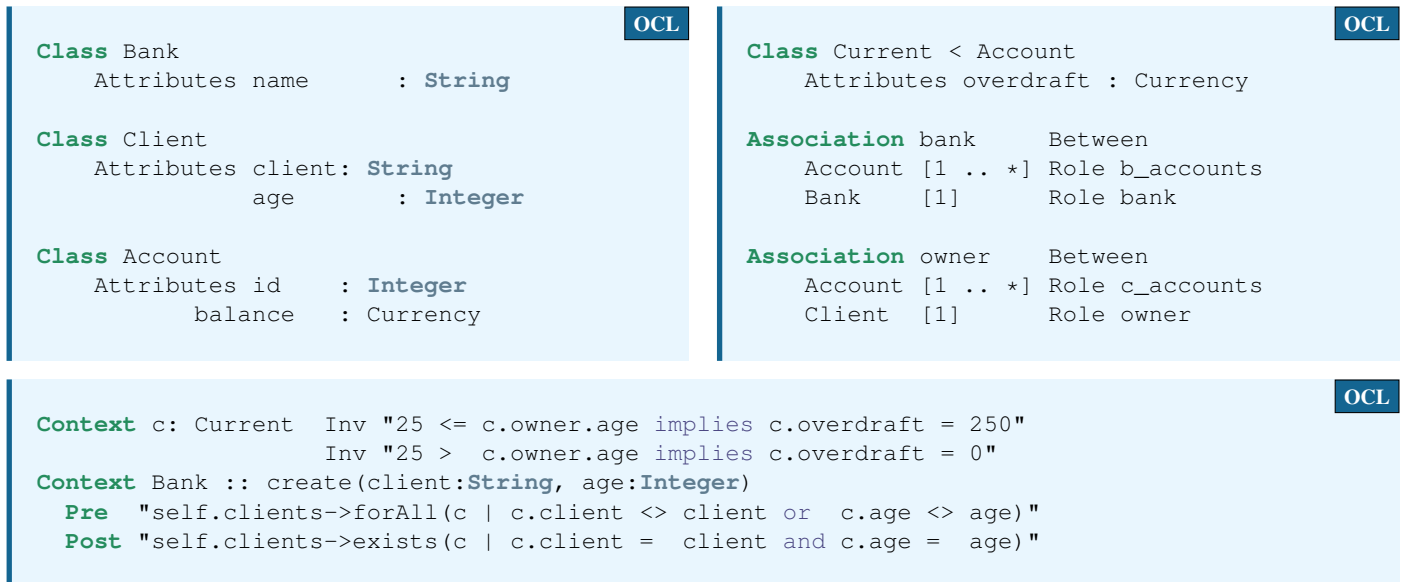 OCL
Class Bank
    Attributes name      : String

Class Client
    Attributes client: String
               age       : Integer

Class Account
    Attributes id    : Integer
           balance   : Currency

OCL
Class Current < Account
    Attributes overdraft : Currency

Association bank     Between
    Account [1 .. *] Role b_accounts
    Bank    [1]      Role bank

Association owner    Between
    Account [1 .. *] Role c_accounts
    Client  [1]      Role owner

OCL
Context c: Current  Inv "25 <= c.owner.age implies c.overdraft = 250"
                    Inv "25 >  c.owner.age implies c.overdraft = 0"
Context Bank :: create(client:String, age:Integer)
  Pre  "self.clients->forAll(c | c.client <> client or  c.age <> age)"
  Post "self.clients->exists(c | c.client =  client and c.age =  age)"